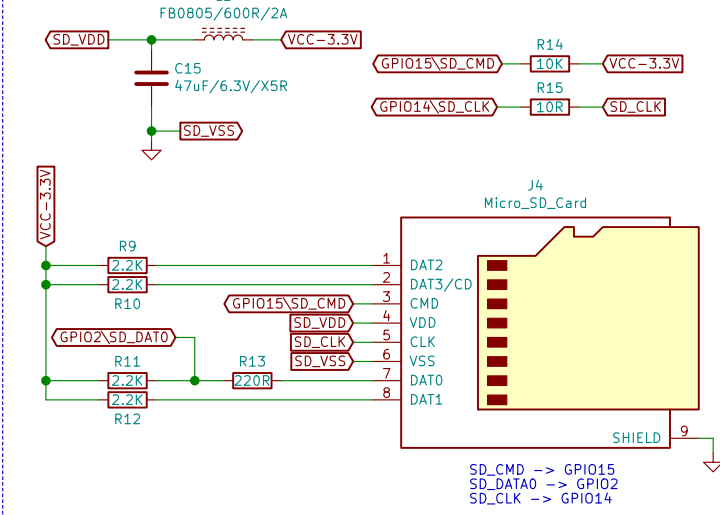 FB0805/600R/2A
SD_VDD
VCC-3.3V
C15
47uF/6.3V/X5R
SD_VSS
R14
GPIO15\SD_CMD
10K
VCC-3.3V
R15
GPIO14\SD_CLK
10R
SD_CLK
VCC-3.3V
J4
Micro_SD_Card
R9
2.2K
1
DAT2
2.2K
R10
2
DAT3/CD
GPIO15\SD_CMD
3
CMD
SD_VDD
4
VDD
GPIO2\SD_DAT0
SD_CLK
5
CLK
SD_VSS
6
VSS
R11
2.2K
R13
220R
7
DAT0
2.2K
R12
8
DAT1
SHIELD
9
SD_CMD -> GPIO15
SD_DATA0 -> GPIO2
SD_CLK -> GPIO14